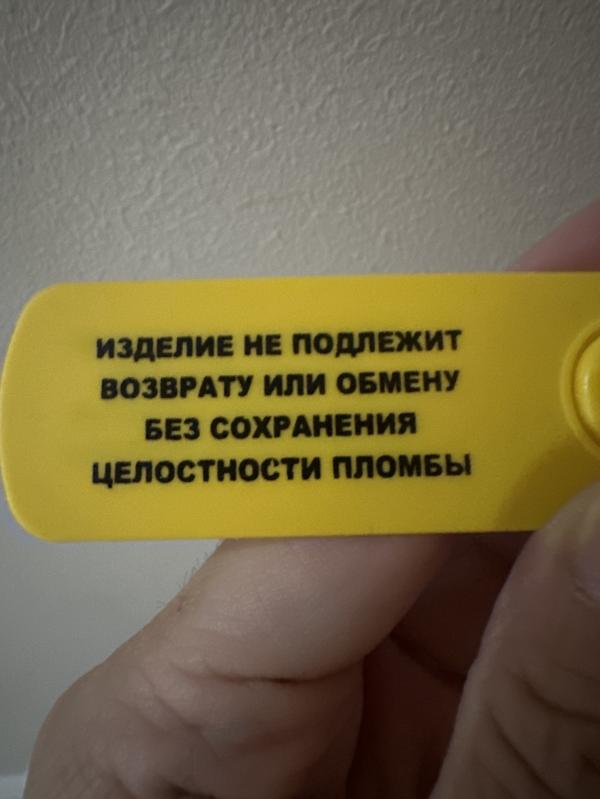 ИЗДЕЛИЕ НЕ ПОДЛЕЖИТ
ВОЗВРАТУ ИЛИ ОБМЕНУ
БЕЗ СОХРАНЕНИЯ
ЦЕЛОСТНОСТИ ПЛОМБЫ